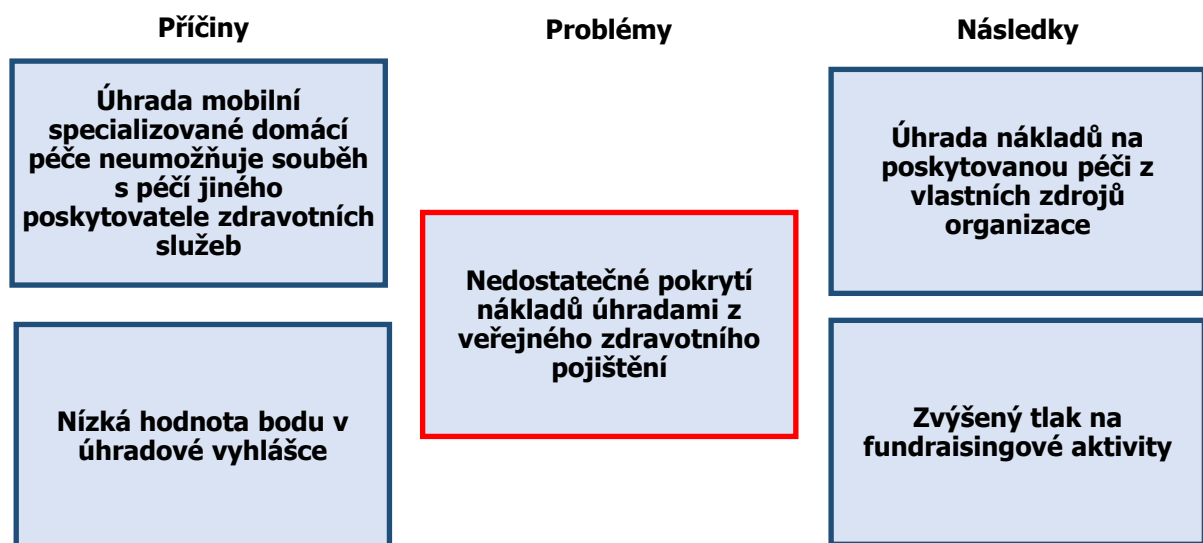 Příčiny
Problémy
Následky
Úhrada mobilní
specializované domácí
péče neumožňuje souběh
s péčí jiného
poskytovatele zdravotních
služeb
Nízká hodnota bodu v
úhradové vyhlášce
Nedostatečné pokrytí
nákladů úhradami z
veřejného zdravotního
pojištění
Úhrada nákladů na
poskytovanou péči z
vlastních zdrojů
organizace
Zvýšený tlak na
fundraisingové aktivity